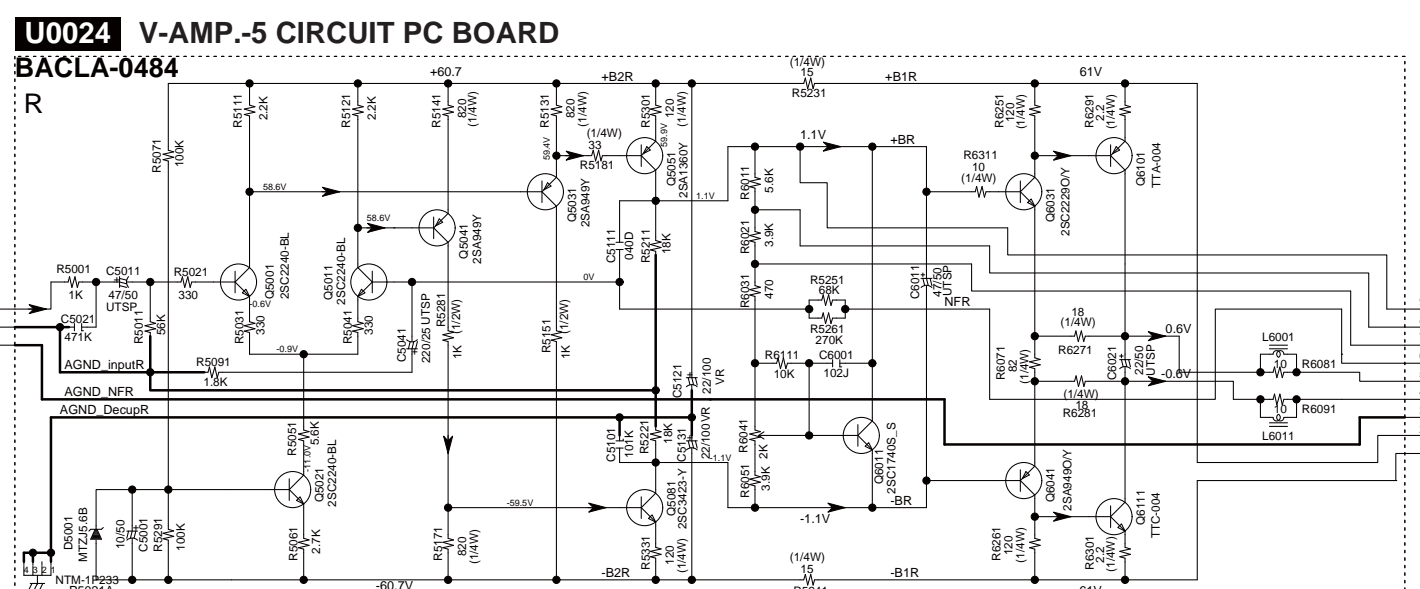 U0024 V-AMP.-5 CIRCUIT PC BOARD
BACLA-0484
R
+60.7
+B2R
(1/4W)
15
R5231
+B1R
61V
R5111
2.2K
R5121
2.2K
R5141
820
(1/4W)
R5131
820
(1/4W)
R5301
120
(1/4W)
R6251
120
(1/4W)
R6291
2.2
(1/4W)
R5071
100K
59.4V
(1/4W)
33
R5181
59.9V
Q5051
2SA1360Y
1.1V
+BR
R6311
10
(1/4W)
Q6101
TTA-004
58.6V
Q5031
2SA949Y
1.1V
R6011
5.6K
Q6031
2SC2229O/Y
58.6V
Q5041
2SA949Y
C5111
040D
R5211
18K
R6021
3.9K
R5001
1K
C5011
47/50
UTSP
R5021
330
Q5001
2SC2240-BL
Q5011
2SC2240-BL
0V
R6031
470
R5251
68K
R5261
270K
C6011
47/50
UTSP
NFR
C5021
471K
R5011
56K
-0.6V
R5031
330
R5041
330
C5041
220/25 UTSP
R5281
1K
(1/2W)
R5151
1K
(1/2W)
-0.9V
18
(1/4W)
R6271
0.6V
L6001
10
R6081
AGND_inputR
R5091
1.8K
C5121
22/100
VR
R6111
10K
C6001
102J
R6071
82
(1/4W)
C6021
22/50
UTSP
-0.6V
(1/4W)
18
R6281
10
R6091
L6011
AGND_NFR
AGND_DecupR
R5051
5.6K
C5101
101K
R5221
18K
C5131
22/100 VR
R6041
2K
Q6011
2SC1740S_S
-11.0V
Q5021
2SC2240-BL
-1.1V
R6051
3.9K
Q6041
2SA949O/Y
-59.5V
Q5081
2SC3423-Y
-1.1V
-BR
Q6111
TTC-004
D5001
MTZJ5.6B
10/50
C5001
R5291
100K
R5061
2.7K
R5171
820
(1/4W)
R5331
120
(1/4W)
R6261
120
(1/4W)
R6301
2.2
(1/4W)
4 3 2 1
NTM-1P233
-60.7V
-B2R
(1/4W)
15
-B1R